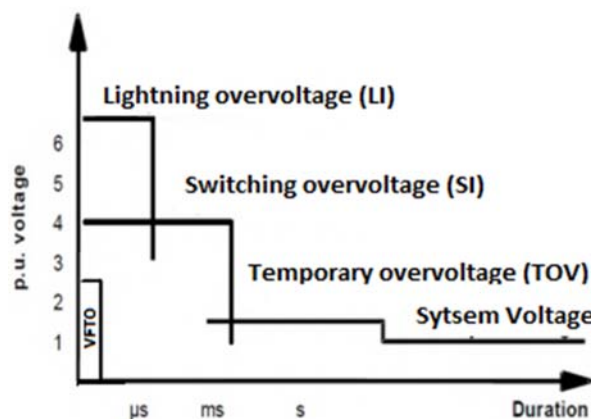 Lightning overvoltage (LI)
6
5
Switching overvoltage (SI)
4
3
Temporary overvoltage (TOV)
2
Sytsem Voltage
1
p.u. voltage
VFTO
µs ms s Duration